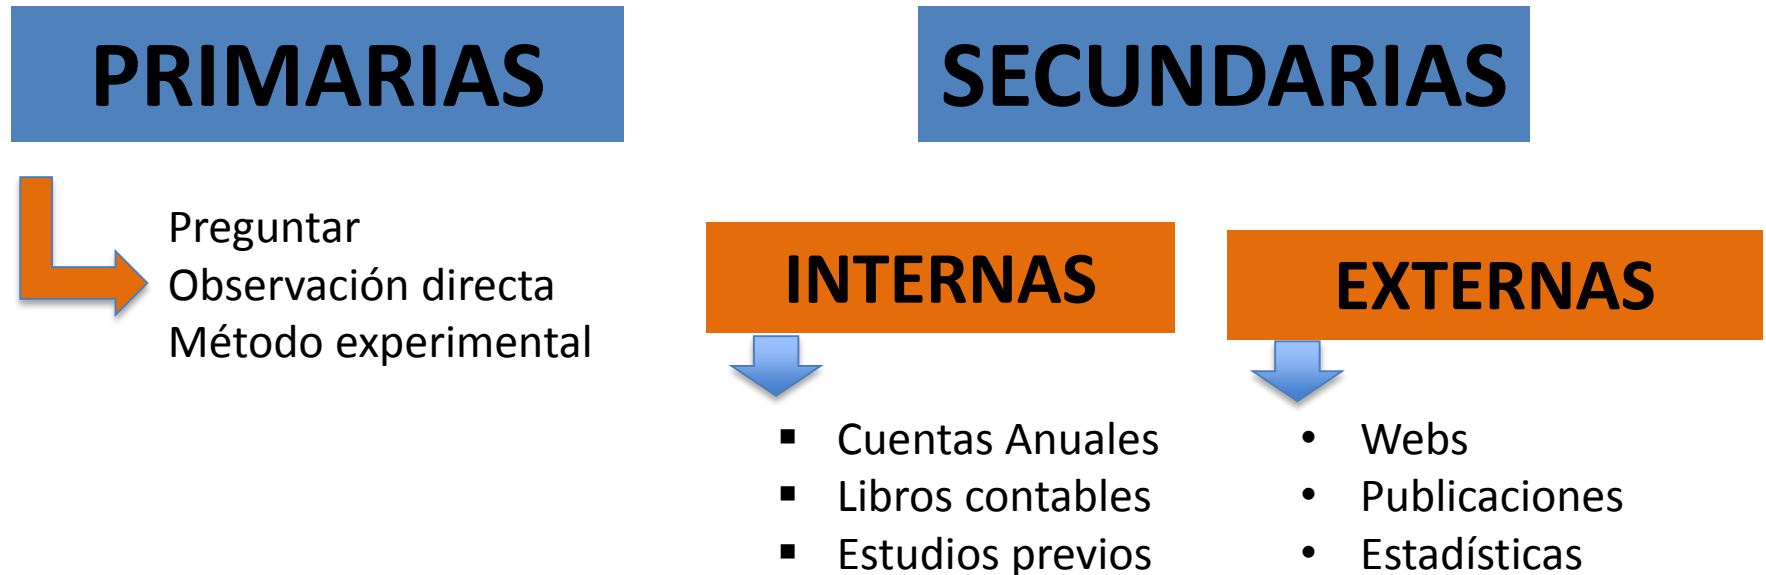 PRIMARIAS
Preguntar
Observación directa
Método experimental
SECUNDARIAS
INTERNAS
▪ Cuentas Anuales
▪ Libros contables
▪ Estudios previos
EXTERNAS
• Webs
• Publicaciones
• Estadísticas